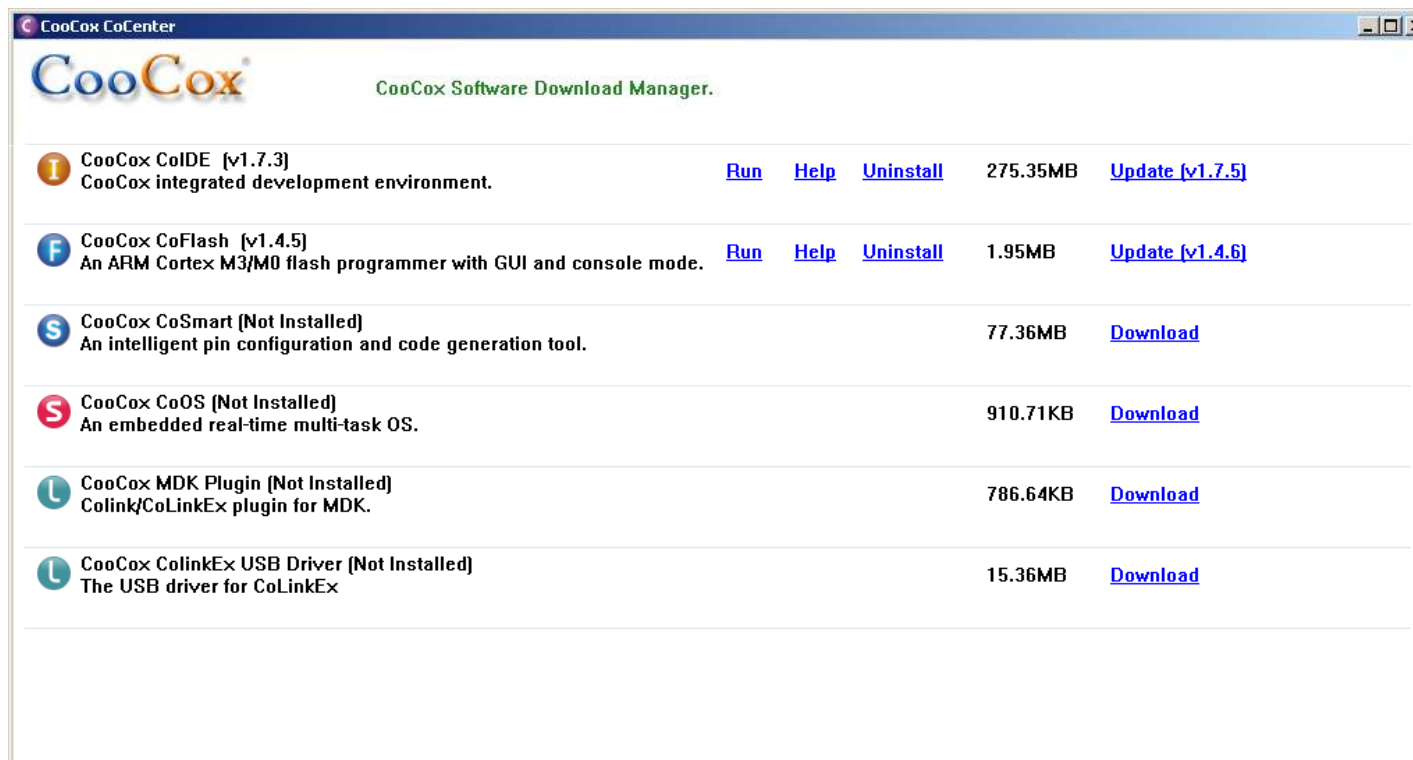 CooCox CoCenter
CooCox
CooCox Software Download Manager.
I CooCox CoIDE (v1.7.3)
CooCox integrated development environment.
Run Help Uninstall 275.35MB Update (v1.7.5)
F CooCox CoFlash (v1.4.5)
An ARM Cortex M3/M0 flash programmer with GUI and console mode.
Run Help Uninstall 1.95MB Update (v1.4.6)
S CooCox CoSmart (Not Installed)
An intelligent pin configuration and code generation tool.
77.36MB Download
S CooCox CoOS (Not Installed)
An embedded real-time multi-task OS.
910.71KB Download
L CooCox MDK Plugin (Not Installed)
Colink/CoLinkEx plugin for MDK.
786.64KB Download
L CooCox ColinkEx USB Driver (Not Installed)
The USB driver for CoLinkEx
15.36MB Download